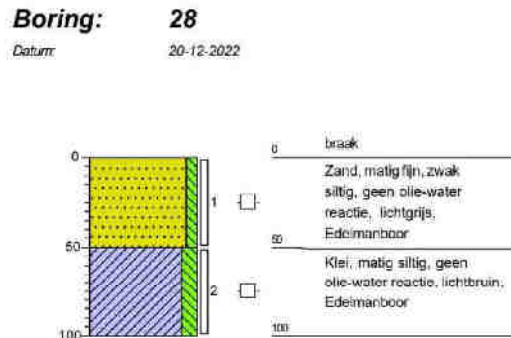 Boring: 28
Datum: 20-12-2022
0
50
100
1
2
0 braak
Zand, matig fijn, zwak
siltig, geen olie-water
reactie, lichtgrijs,
Edelmanboor
50
Klei, matig siltig, geen
olie-water reactie, lichtbruin,
Edelmanboor
100